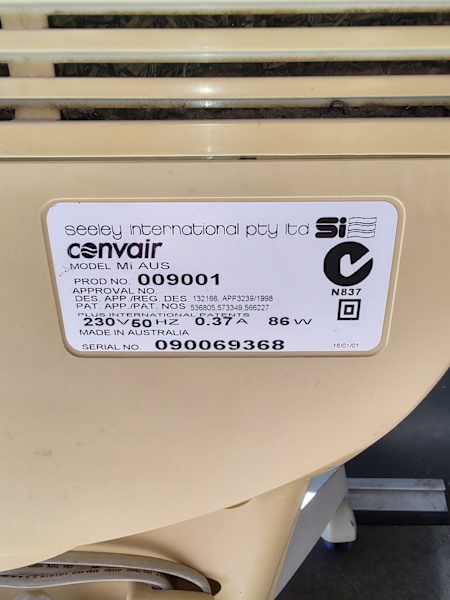 seeley international pty ltd Si
convair
MODEL Mi AUS
PROD NO. 009001
APPROVAL NO.
DES. APP./REG. DES. 132166, APP3239/1998
PAT. APP./PAT. NOS. 536805,573349 566227
PLUS INTERNATIONAL PATENTS
230V50 HZ 0.37A 86W
MADE IN AUSTRALIA
SERIAL NO. 090069368
N837
18/01/01